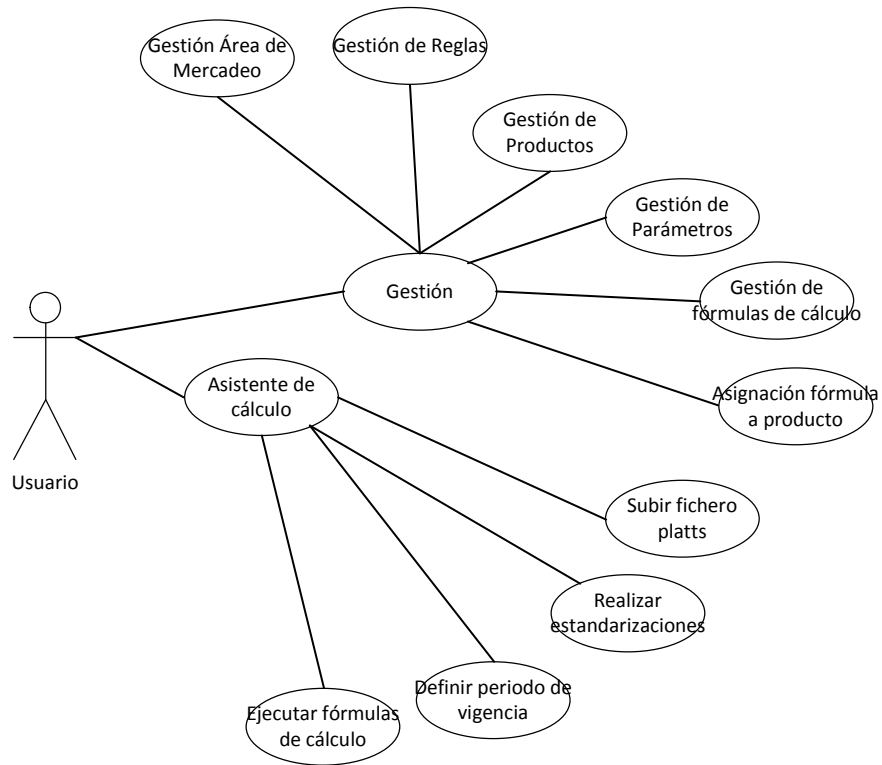 Gestión Área de
Mercadeo
Gestión de Reglas
Gestión de
Productos
Gestión de
Parámetros
Gestión
Gestión de
fórmulas de cálculo
Asistente de
cálculo
Asignación fórmula
a producto
Usuario
Subir fichero
platts
Realizar
estandarizaciones
Definir periodo de
vigencia
Ejecutar fórmulas
de cálculo